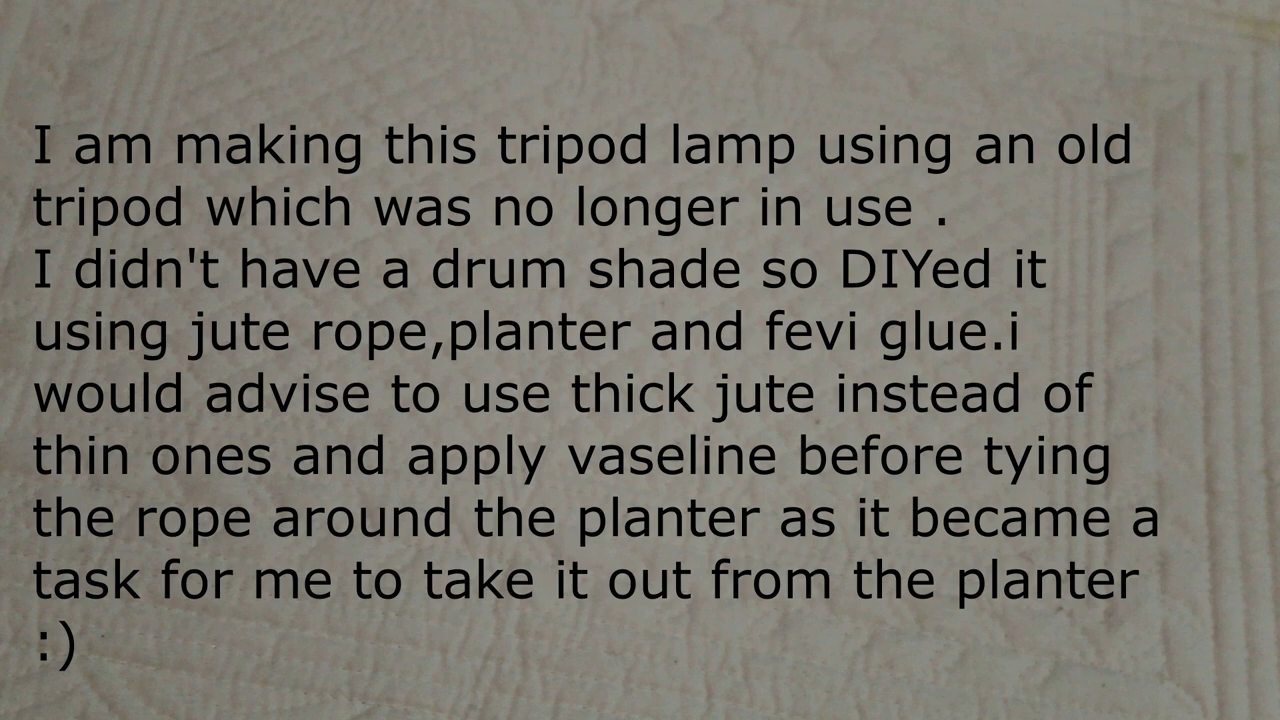 I am making this tripod lamp using an old
tripod which was no longer in use .
I didn't have a drum shade so DIYed it
using jute rope,planter and fevi glue.i
would advise to use thick jute instead of
thin ones and apply vaseline before tying
the rope around the planter as it became a
task for me to take it out from the planter
:)